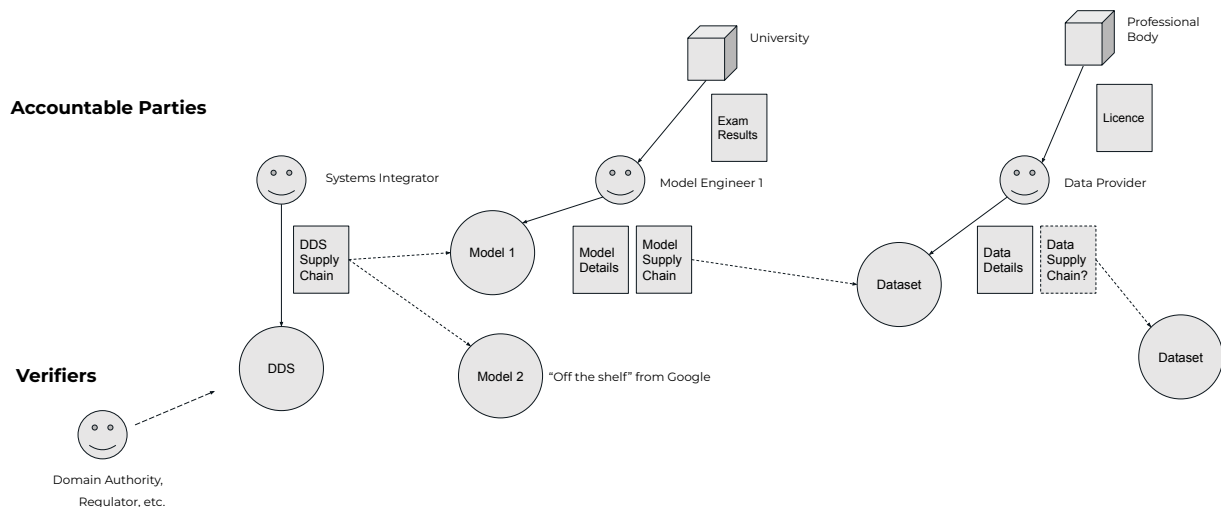 University
Professional
Body
Accountable Parties
Exam
Results
Licence
Systems Integrator
Model Engineer 1
Data Provider
DDS
Supply
Chain
Model 1
Model
Details
Model
Supply
Chain
Dataset
Data
Details
Data
Supply
Chain?
Dataset
Verifiers
DDS
Model 2
“Off the shelf” from Google
Domain Authority,
Regulator, etc.